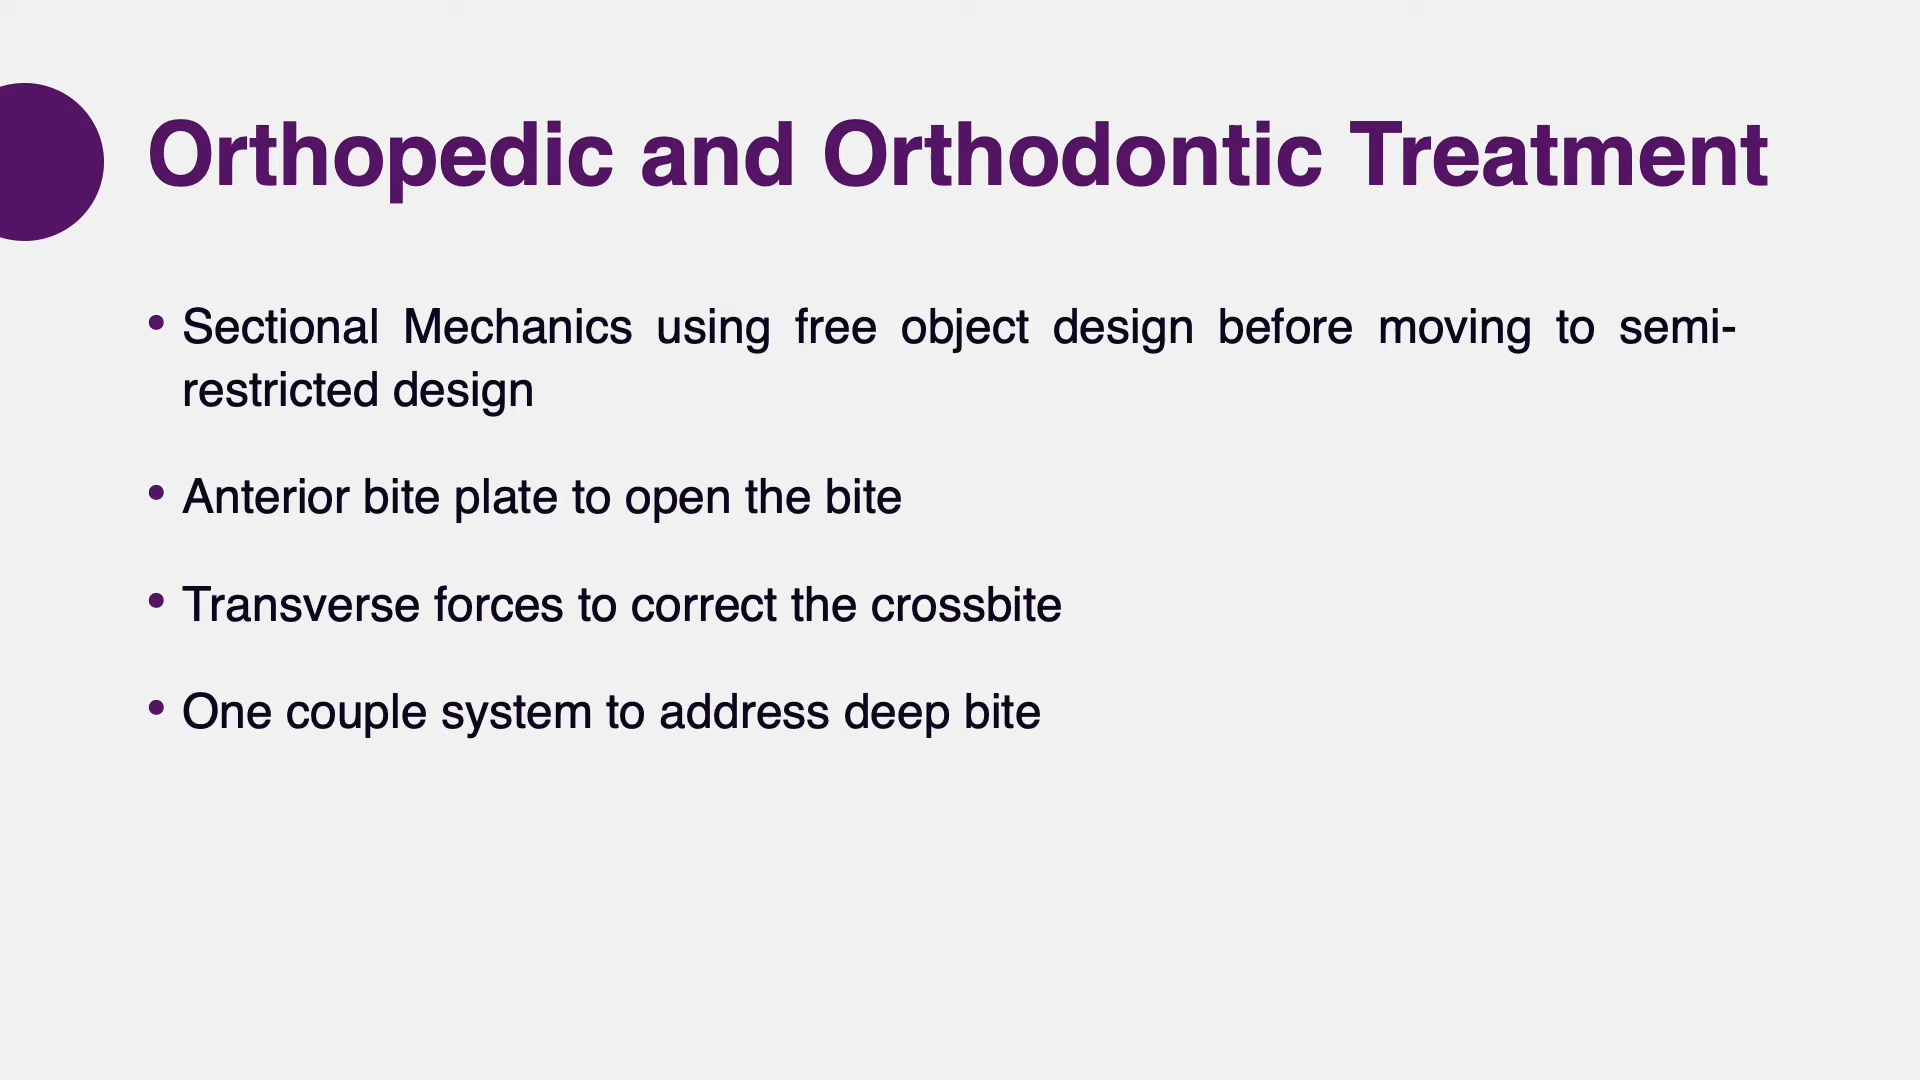 Orthopedic and Orthodontic Treatment
• Sectional Mechanics using free object design before moving to semi-
restricted design
• Anterior bite plate to open the bite
• Transverse forces to correct the crossbite
• One couple system to address deep bite